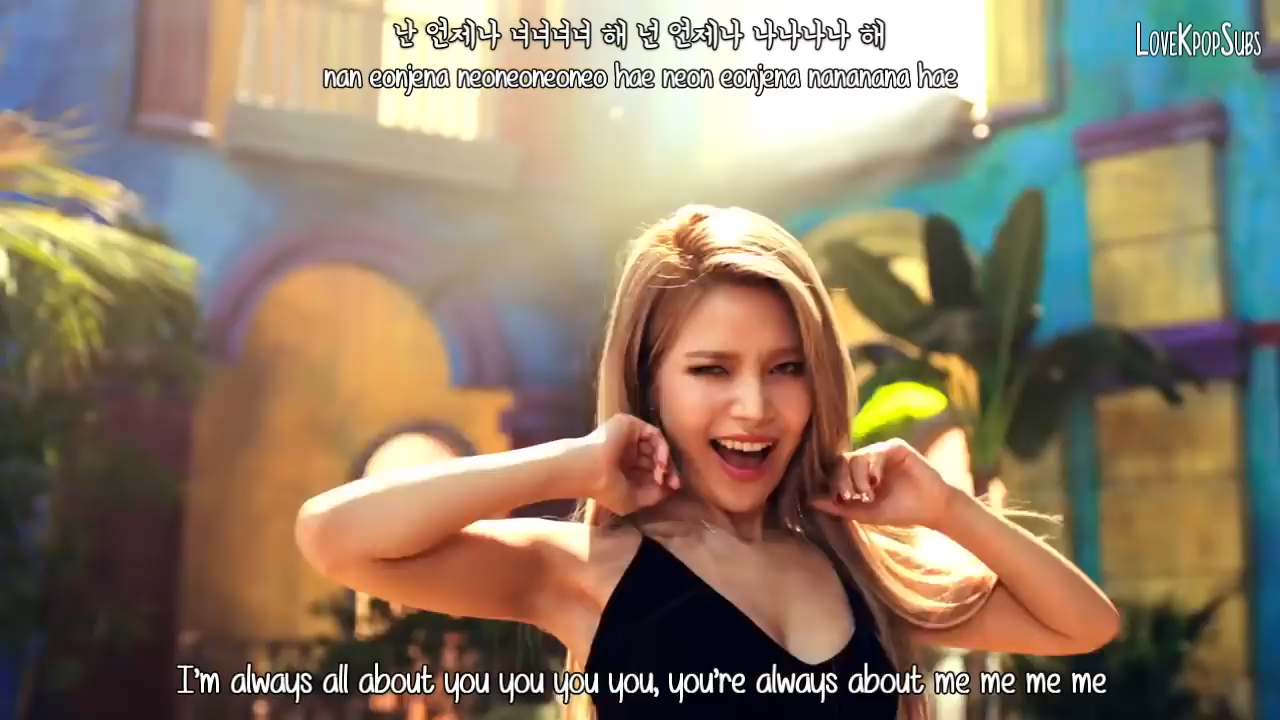 난 언제나 너너너너 해 넌 언제나 나나나나 해
LoveKpopSubs
nan eonjena neoneoneoneo hae neon eonjena nananana hae
I'm always all about you you you you, you're always about me me me me